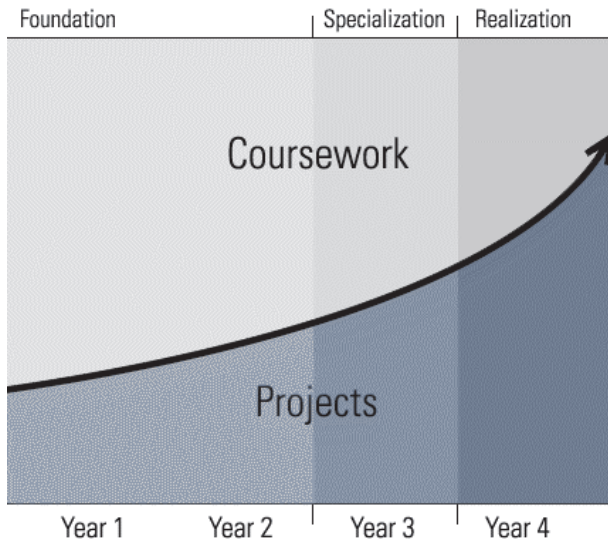 Foundation
Specialization
Realization
Coursework
Projects
Year 1
Year 2
Year 3
Year 4